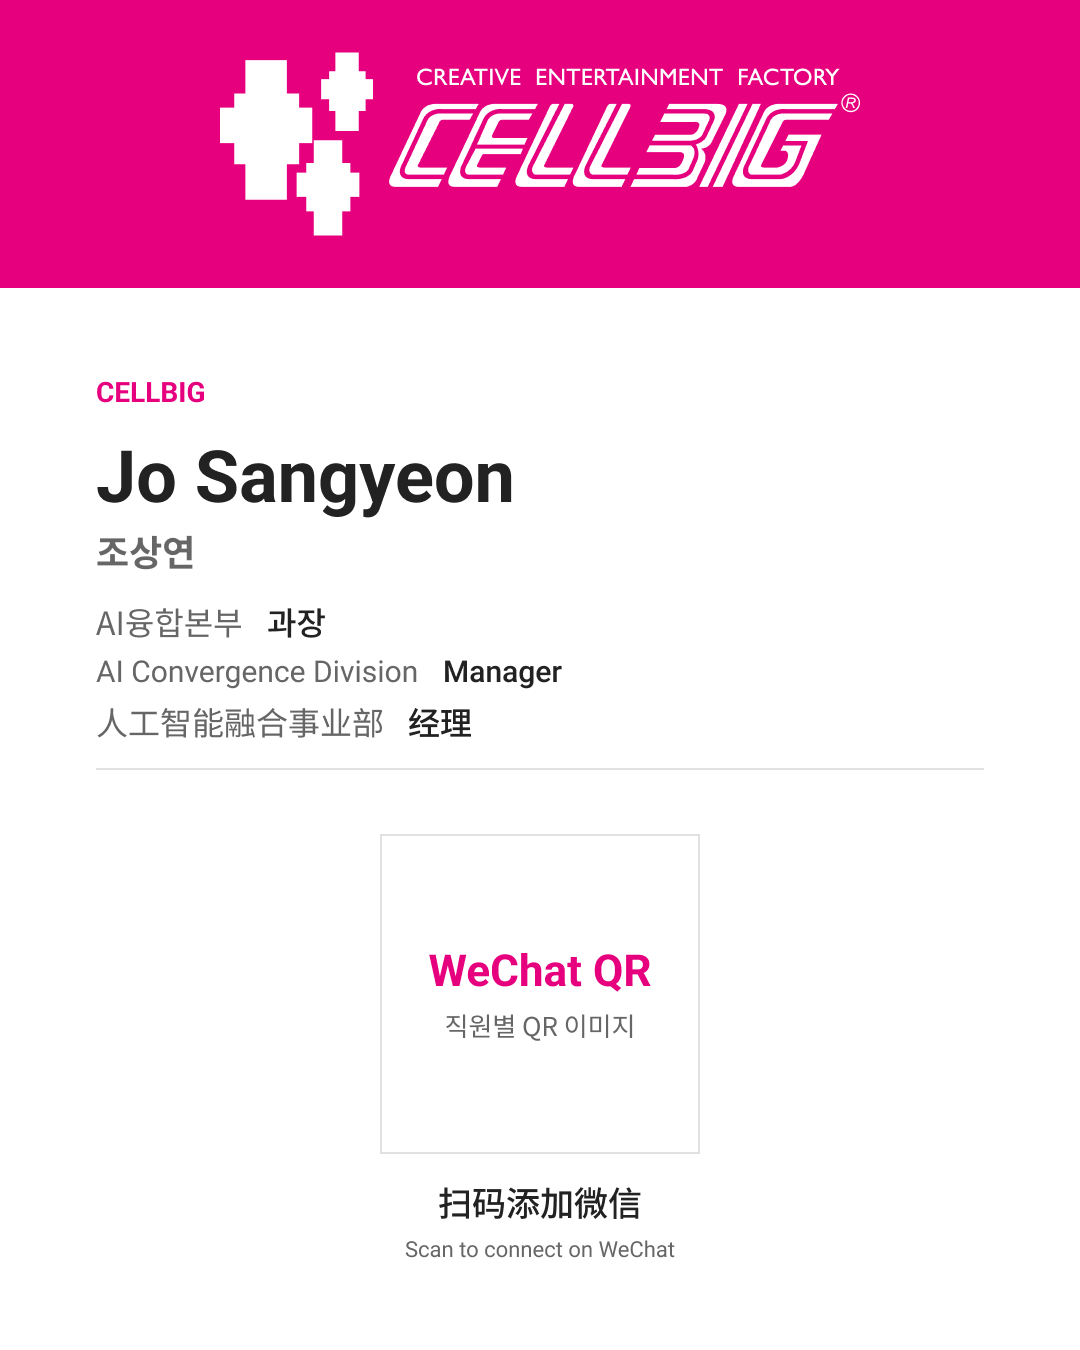 CREATIVE ENTERTAINMENT FACTORY
CELLBIG®
CELLBIG
Jo Sangyeon
조상연
AI융합본부 과장
AI Convergence Division Manager
人工智能融合事业部 经理
WeChat QR
직원별 QR 이미지
扫码添加微信
Scan to connect on WeChat